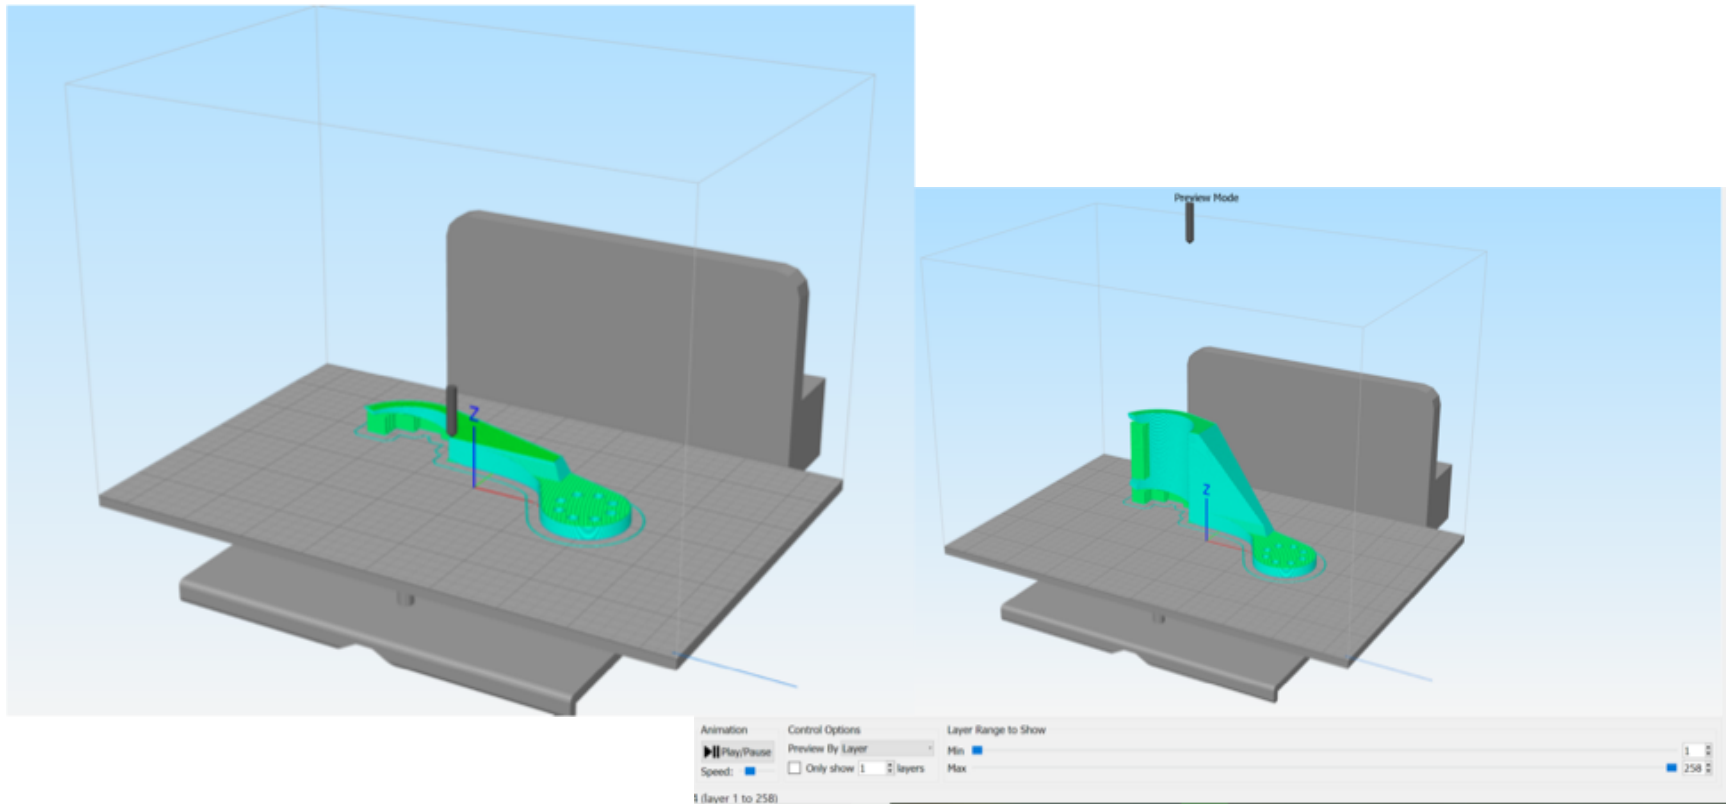 Preview Mode
Z
Z
Animation Control Options Layer Range to Show
Play/Pause Preview By Layer Min 1
Speed: Only show 1 layers Max 258
4 (layer 1 to 258)